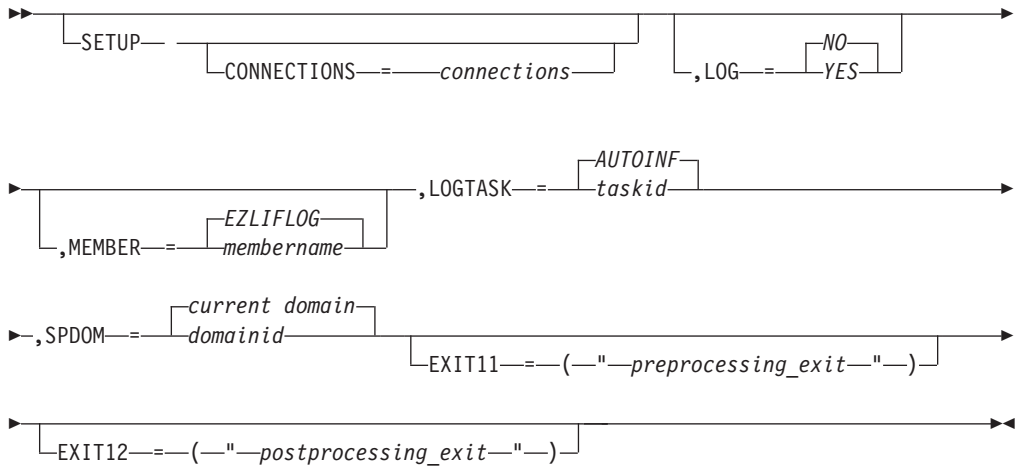 SETUP
CONNECTIONS = connections
,LOG = NO
YES
,MEMBER = EZLIFLOG
membername
,LOGTASK = AUTOINF
taskid
,SPDOM = current domain
domainid
EXIT11 = ( " preprocessing_exit " )
EXIT12 = ( " postprocessing_exit " )